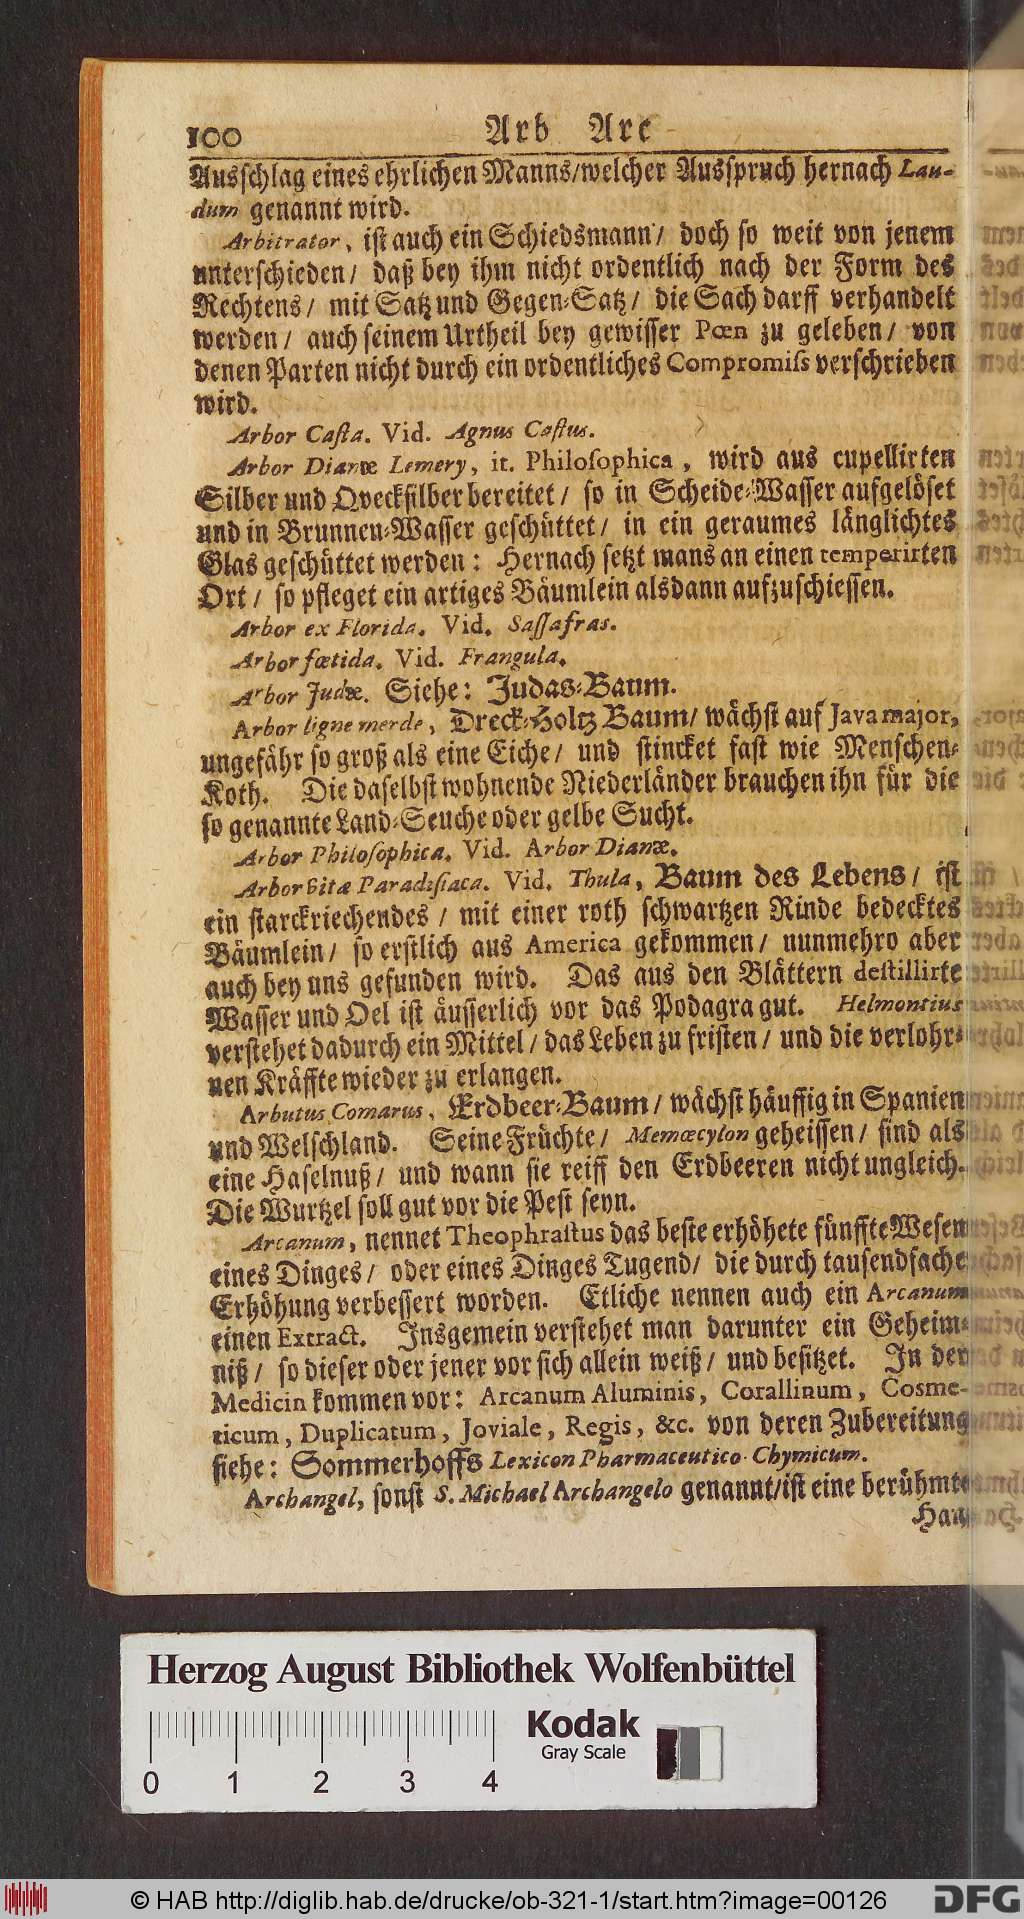 100 Arb Arc
Ausschlag eines ehrlichen Manns/welcher Ausspruch hernach Lau-
dum genannt wird.
Arbitrator, ist auch ein Schiedsmann/ doch so weit von jenem
unterschieden/ daß bey ihm nicht ordentlich nach der Form des
Rechtens/ mit Satz und Gegen-Satz/ die Sach darff verhandelt
werden/ auch seinem Urtheil bey gewisser Pœn zu geleben/ von
denen Parten nicht durch ein ordentliches Compromiſs verschrieben
wird.
Arbor Caſta. Vid. Agnus Caſtus.
Arbor Dianæ Lemery, it. Philoſophica, wird aus cupellirten
Silber und Qvecksilber bereitet/ so in Scheide-Wasser aufgelöset
und in Brunnen-Wasser geschüttet/ in ein geraumes länglichtes
Glas geschüttet werden: Hernach setzt mans an einen temperirten
Ort/ so pfleget ein artiges Bäumlein alsdann aufzuschiessen.
Arbor ex Florida. Vid. Saſſafras.
Arbor fœtida. Vid. Frangula.
Arbor Judæ. Siehe: Judas-Baum.
Arbor ligne merde, Dreck-Holtz Baum/ wächst auf Java major,
ungefähr so groß als eine Eiche/ und stincket fast wie Menschen-
Koth. Die daselbst wohnende Niederländer brauchen ihn für die
so genannte Land-Seuche oder gelbe Sucht.
Arbor Philoſophica. Vid. Arbor Dianæ.
Arbor Vitæ Paradiſiaca. Vid. Thula, Baum des Lebens/ ist
ein starckriechendes/ mit einer roth schwartzen Rinde bedecktes
Bäumlein/ so erstlich aus America gekommen/ nunmehro aber
auch bey uns gefunden wird. Das aus den Blättern deſtillirte
Wasser und Oel ist äusserlich vor das Podagra gut. Helmontius
verstehet dadurch ein Mittel/ das Leben zu fristen/ und die verlohr-
nen Kräffte wieder zu erlangen.
Arbutus Comarus, Erdbeer-Baum/ wächst häuffig in Spanien
und Welschland. Seine Früchte/ Memœcylon geheissen/ sind als
eine Haselnuß/ und wann sie reiff den Erdbeeren nicht ungleich.
Die Wurtzel soll gut vor die Pest seyn.
Arcanum, nennet Theophraſtus das beste erhöhete fünffte Wesen
eines Dinges/ oder eines Dinges Tugend/ die durch tausendfache
Erhöhung verbessert worden. Etliche nennen auch ein Arcanum
einen Extract. Insgemein verstehet man darunter ein Geheim-
niß/ so dieser oder jener vor sich allein weiß/ und besitzet. In der
Medicin kommen vor: Arcanum Aluminis, Corallinum, Cosme-
ticum, Duplicatum, Joviale, Regis, &c. von deren Zubereitung
siehe: Sommerhoffs Lexicon Pharmaceutico-Chymicum.
Archangel, sonst S. Michael Archangelo genannt/ist eine berühmte
Han-
Herzog August Bibliothek Wolfenbüttel
Kodak
Gray Scale
0 1 2 3 4
© HAB http://diglib.hab.de/drucke/ob-321-1/start.htm?image=00126
DFG